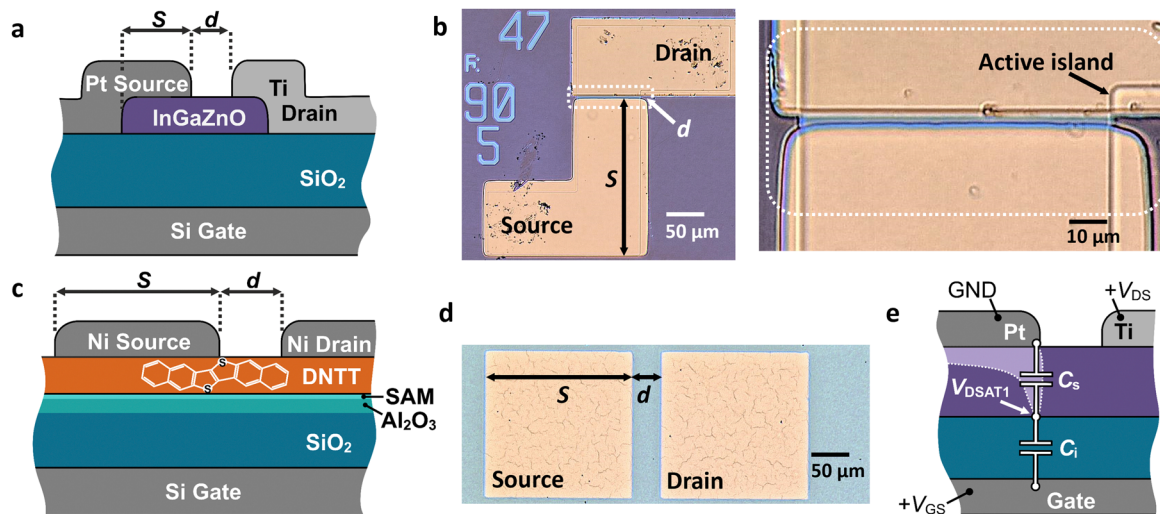 a
S
d
Pt Source
Ti
Drain
InGaZnO
SiO₂
Si Gate
b
47
R:
90
5
Drain
d
S
Source
50 μm
Active island
10 μm
c
S
d
Ni Source
Ni Drain
S
S
DNTT
SAM
Al₂O₃
SiO₂
Si Gate
d
S
d
Source
Drain
50 μm
e
GND
+V_DS
Pt
Ti
C_s
V_DSAT1
C_i
+V_GS
Gate